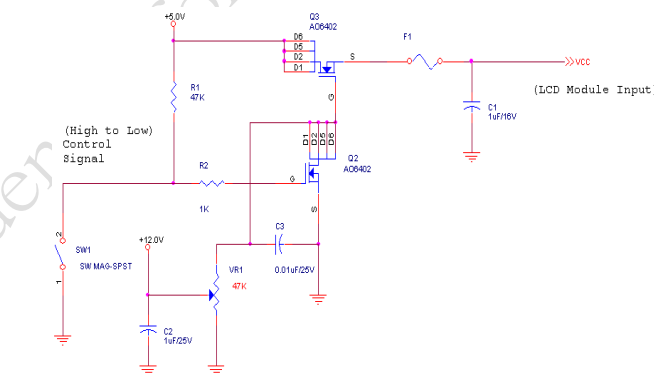 +5.0V
Q3
AO6402
D6
D5
D2
D1
S
G
F1
VCC
(LCD Module Input)
C1
1uF/16V
R1
47K
(High to Low)
Control
Signal
R2
1K
D1
D2
D5
D6
G
S
Q2
AO6402
+12.0V
C3
0.01uF/25V
VR1
47K
2
SW1
SW MAG-SPST
1
C2
1uF/25V